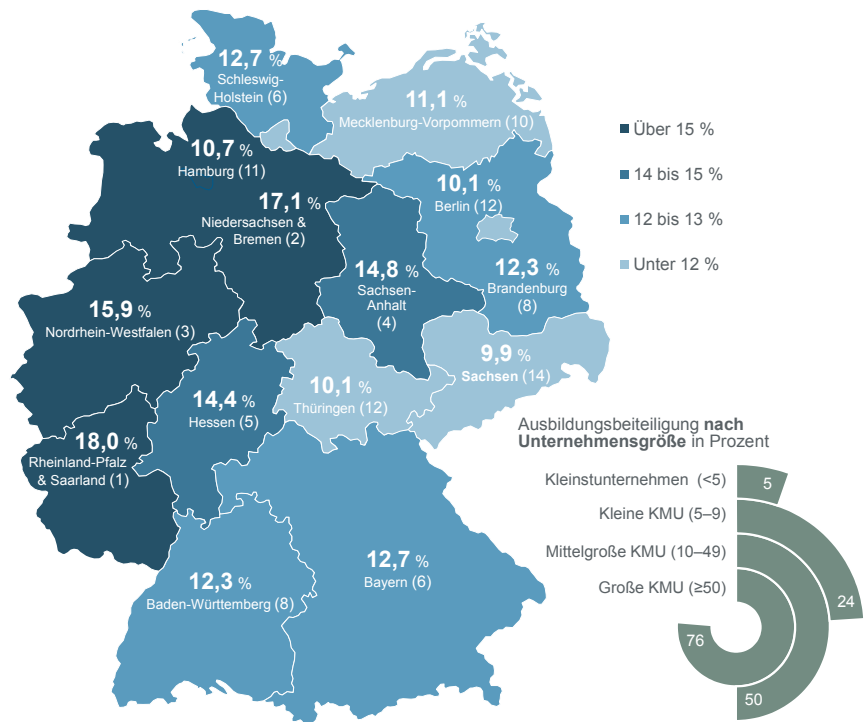 12,7 %
Schleswig-
Holstein (6)
11,1 %
Mecklenburg-Vorpommern (10)
10,7 %
Hamburg (11)
17,1 %
Niedersachsen &
Bremen (2)
10,1 %
Berlin (12)
12,3 %
Brandenburg
(8)
14,8 %
Sachsen-
Anhalt
(4)
15,9 %
Nordrhein-Westfalen (3)
9,9 %
Sachsen (14)
14,4 %
Hessen (5)
10,1 %
Thüringen (12)
18,0 %
Rheinland-Pfalz
& Saarland (1)
12,3 %
Baden-Württemberg (8)
12,7 %
Bayern (6)
Über 15 %
14 bis 15 %
12 bis 13 %
Unter 12 %
Ausbildungsbeteiligung nach
Unternehmensgröße in Prozent
Kleinstunternehmen (<5)
5
Kleine KMU (5–9)
24
Mittelgroße KMU (10–49)
50
Große KMU (≥50)
76